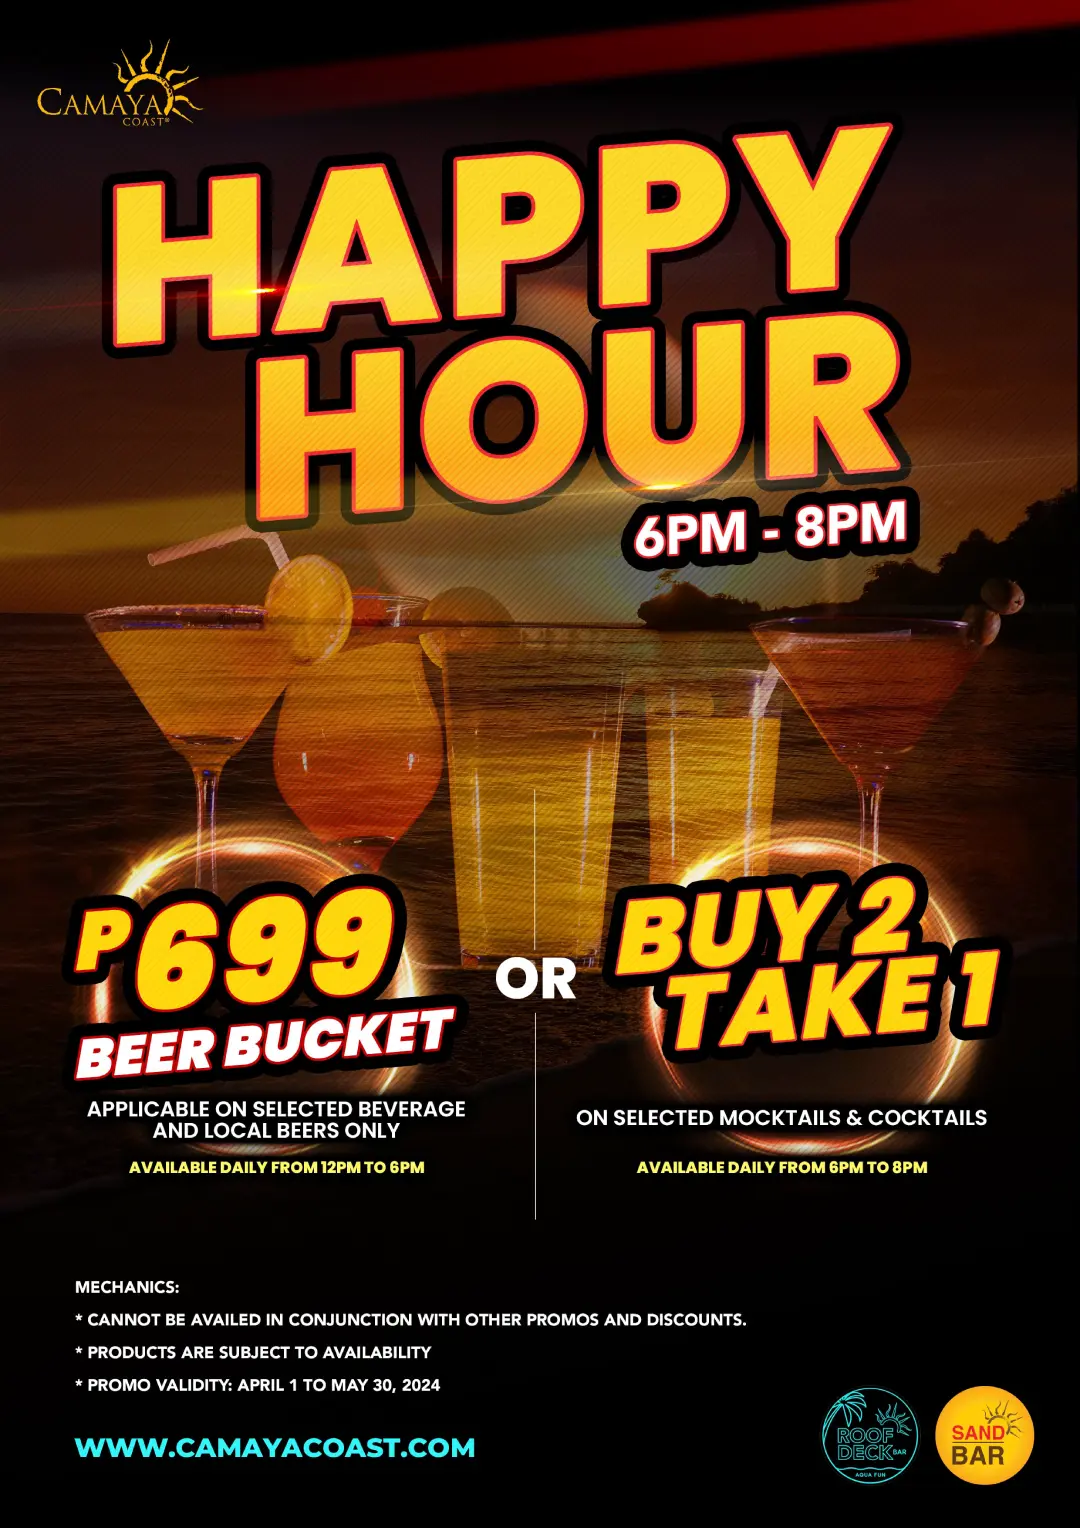 CAMAYA
COAST®
HAPPY
HOUR
6PM - 8PM
P699
BEER BUCKET
APPLICABLE ON SELECTED BEVERAGE
AND LOCAL BEERS ONLY
AVAILABLE DAILY FROM 12PM TO 6PM
OR
BUY 2
TAKE 1
ON SELECTED MOCKTAILS & COCKTAILS
AVAILABLE DAILY FROM 6PM TO 8PM
MECHANICS:
* CANNOT BE AVAILED IN CONJUNCTION WITH OTHER PROMOS AND DISCOUNTS.
* PRODUCTS ARE SUBJECT TO AVAILABILITY
* PROMO VALIDITY: APRIL 1 TO MAY 30, 2024
WWW.CAMAYACOAST.COM
ROOF
DECK BAR
AQUA FUN
SAND
BAR